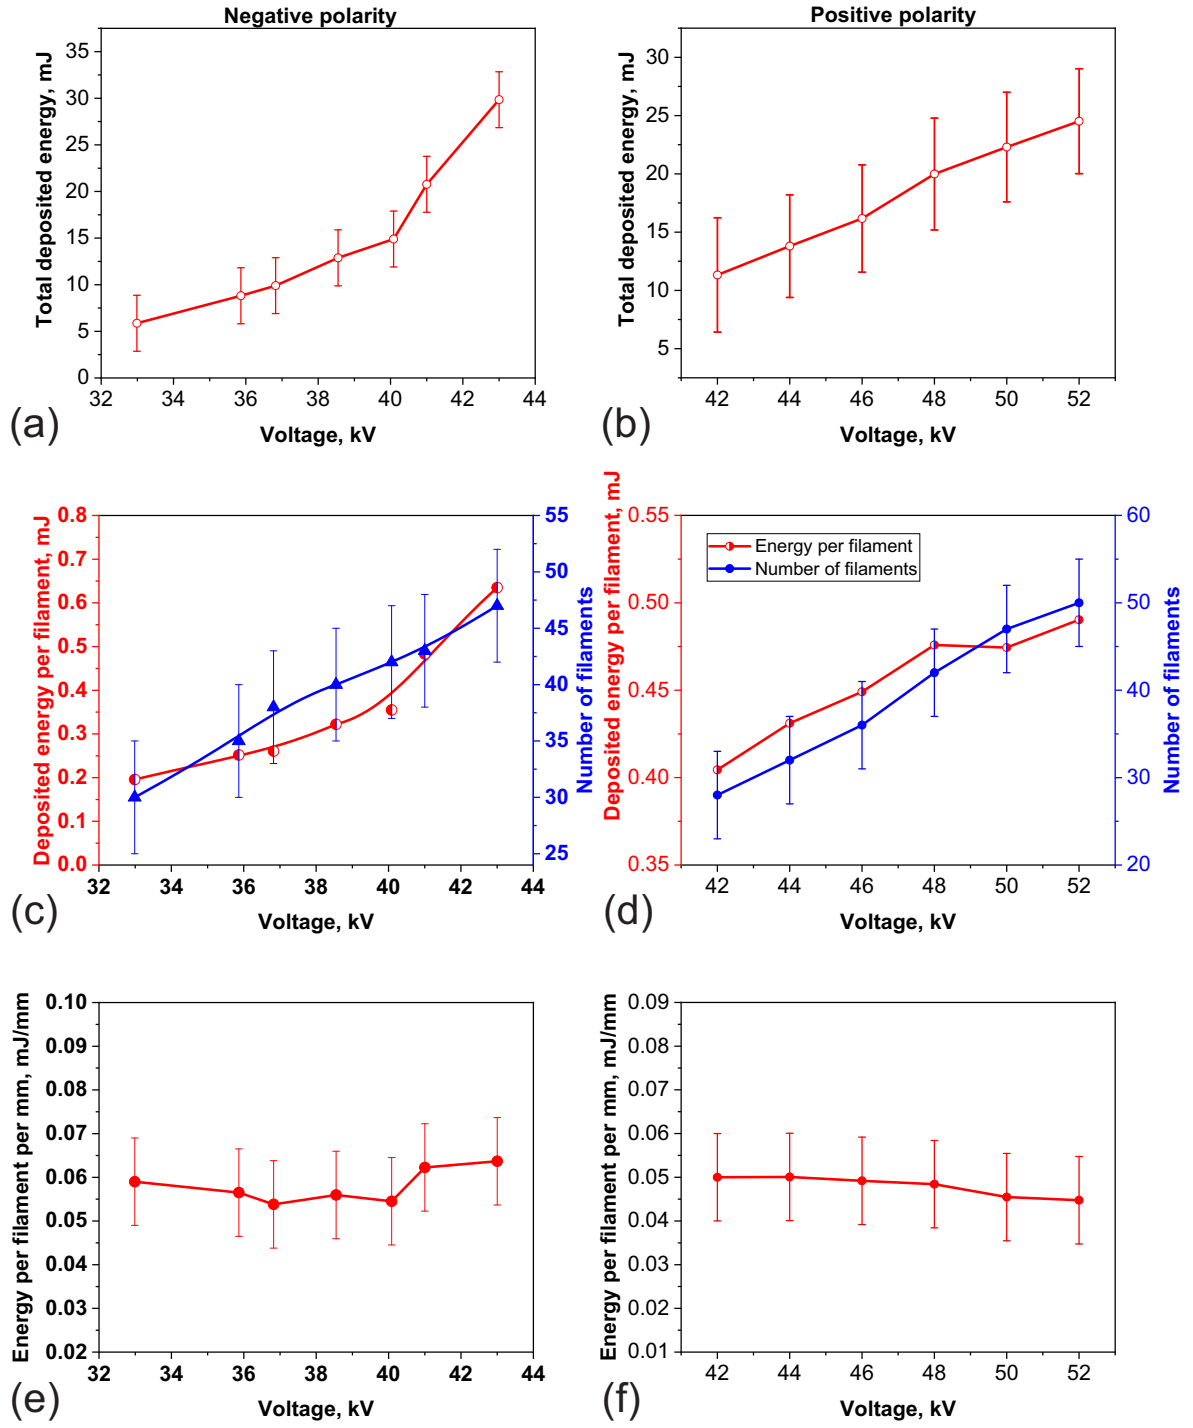 Negative polarity
Total deposited energy, mJ
35
30
25
20
15
10
5
0
32 34 36 38 40 42 44
Voltage, kV
(a)
Positive polarity
Total deposited energy, mJ
30
25
20
15
10
5
42 44 46 48 50 52
Voltage, kV
(b)
Deposited energy per filament, mJ
0.8
0.7
0.6
0.5
0.4
0.3
0.2
0.1
0.0
55
50
45
40
35
30
25
Number of filaments
32 34 36 38 40 42 44
Voltage, kV
(c)
Deposited energy per filament, mJ
0.55
0.50
0.45
0.40
0.35
Energy per filament
Number of filaments
60
50
40
30
20
Number of filaments
42 44 46 48 50 52
Voltage, kV
(d)
Energy per filament per mm, mJ/mm
0.10
0.09
0.08
0.07
0.06
0.05
0.04
0.03
0.02
32 34 36 38 40 42 44
Voltage, kV
(e)
Energy per filament per mm, mJ/mm
0.09
0.08
0.07
0.06
0.05
0.04
0.03
0.02
0.01
42 44 46 48 50 52
Voltage, kV
(f)